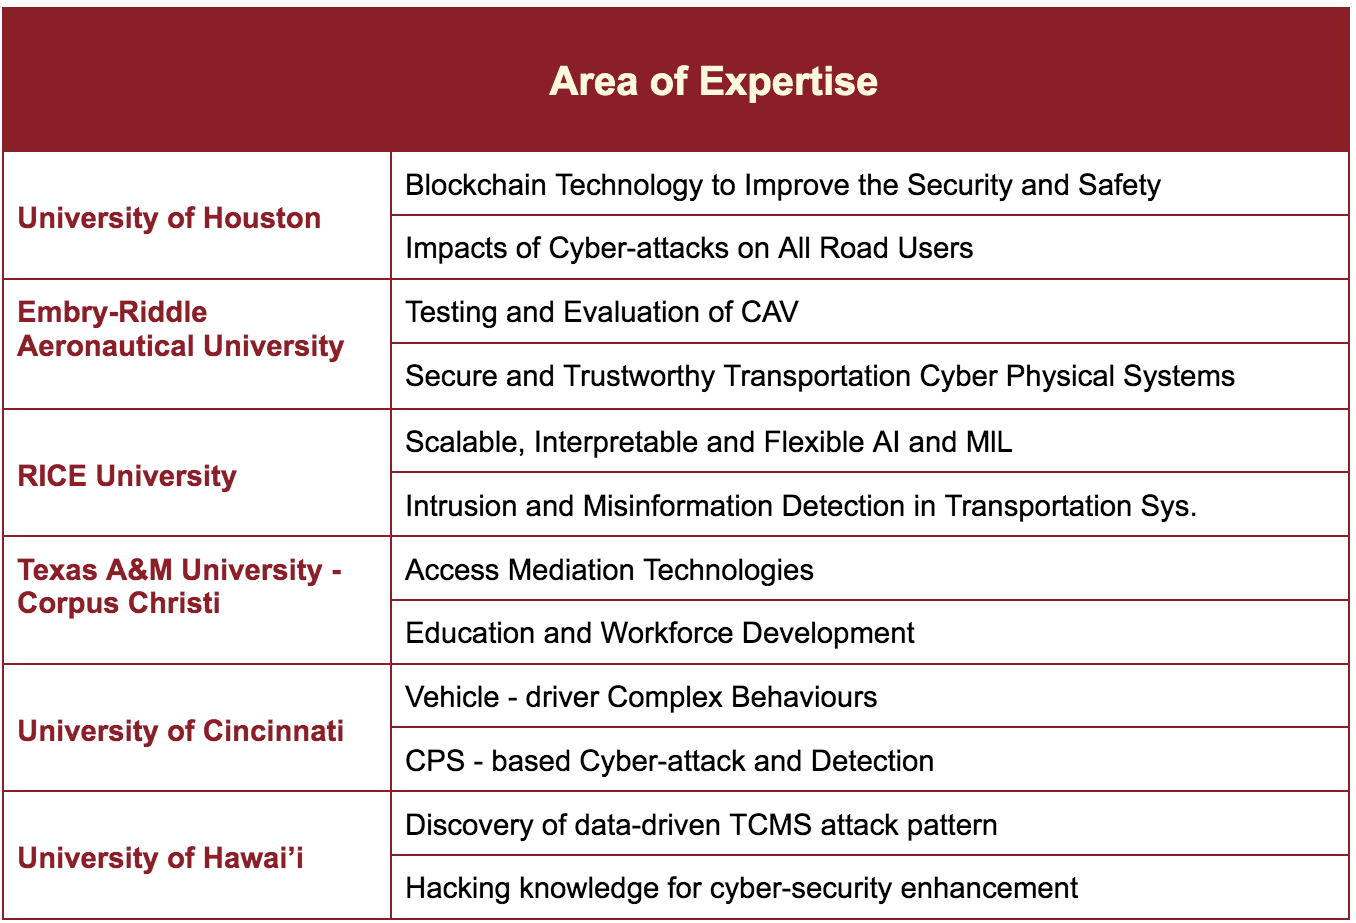 Area of Expertise
University of Houston
Blockchain Technology to Improve the Security and Safety
Impacts of Cyber-attacks on All Road Users
Embry-Riddle
Aeronautical University
Testing and Evaluation of CAV
Secure and Trustworthy Transportation Cyber Physical Systems
RICE University
Scalable, Interpretable and Flexible AI and MIL
Intrusion and Misinformation Detection in Transportation Sys.
Texas A&M University -
Corpus Christi
Access Mediation Technologies
Education and Workforce Development
University of Cincinnati
Vehicle - driver Complex Behaviours
CPS - based Cyber-attack and Detection
University of Hawai’i
Discovery of data-driven TCMS attack pattern
Hacking knowledge for cyber-security enhancement